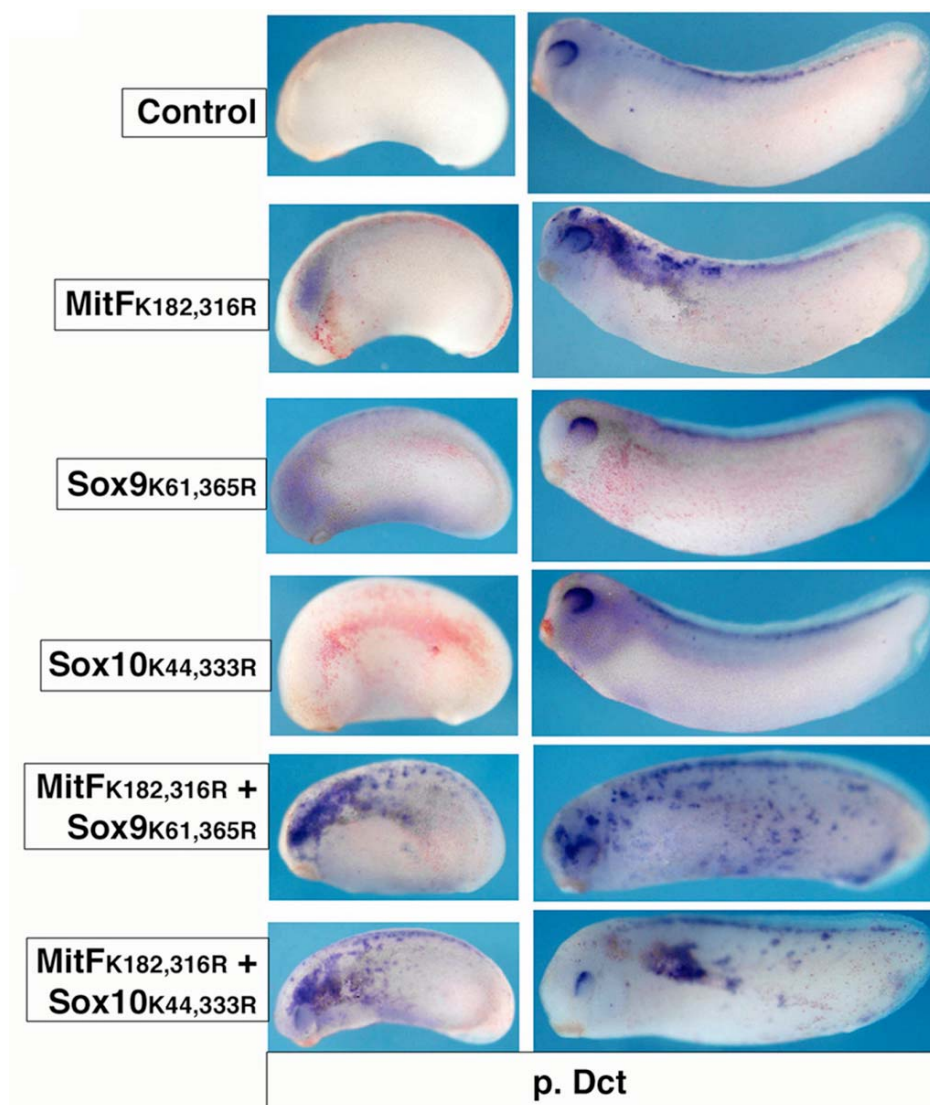 Control
MitFK182,316R
Sox9K61,365R
Sox10K44,333R
MitFK182,316R +
Sox9K61,365R
MitFK182,316R +
Sox10K44,333R
p. Dct